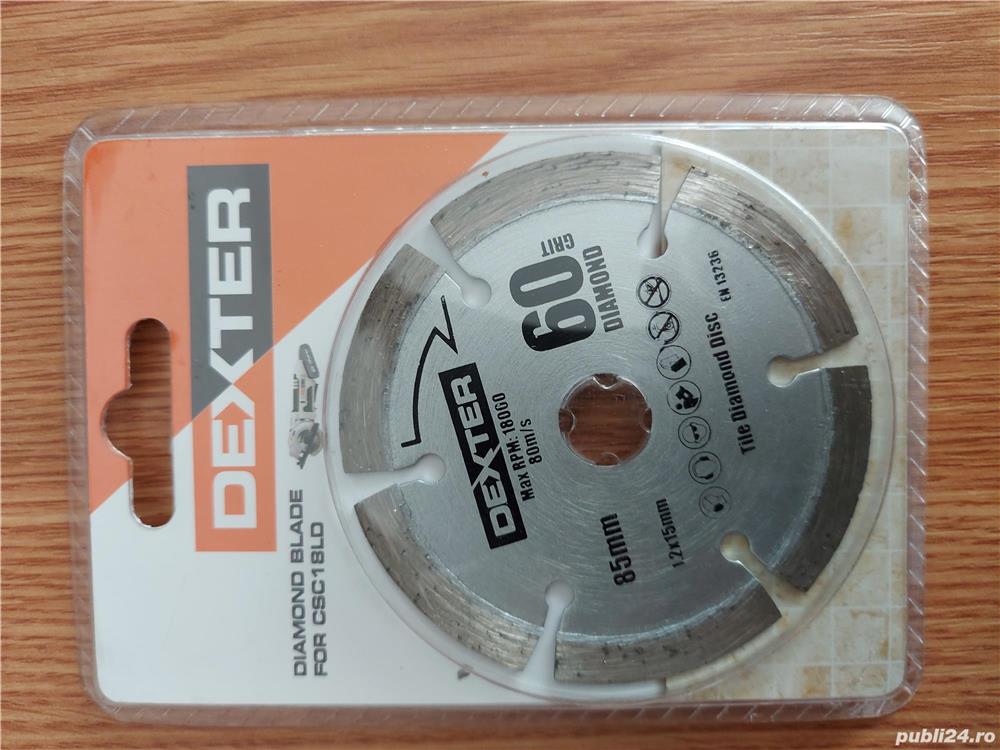 DEXTER
DIAMOND BLADE
FOR CSC18LD
DEXTER
Max RPM: 18000
80m/s
60
GRIT
DIAMOND
85mm
1.2x15mm
Tile Diamond Disc
EN 13236
publi24.ro